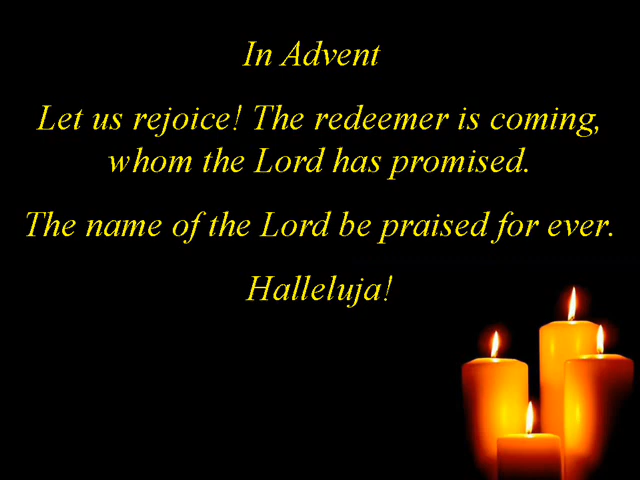 In Advent
Let us rejoice! The redeemer is coming,
whom the Lord has promised.
The name of the Lord be praised for ever.
Halleluja!